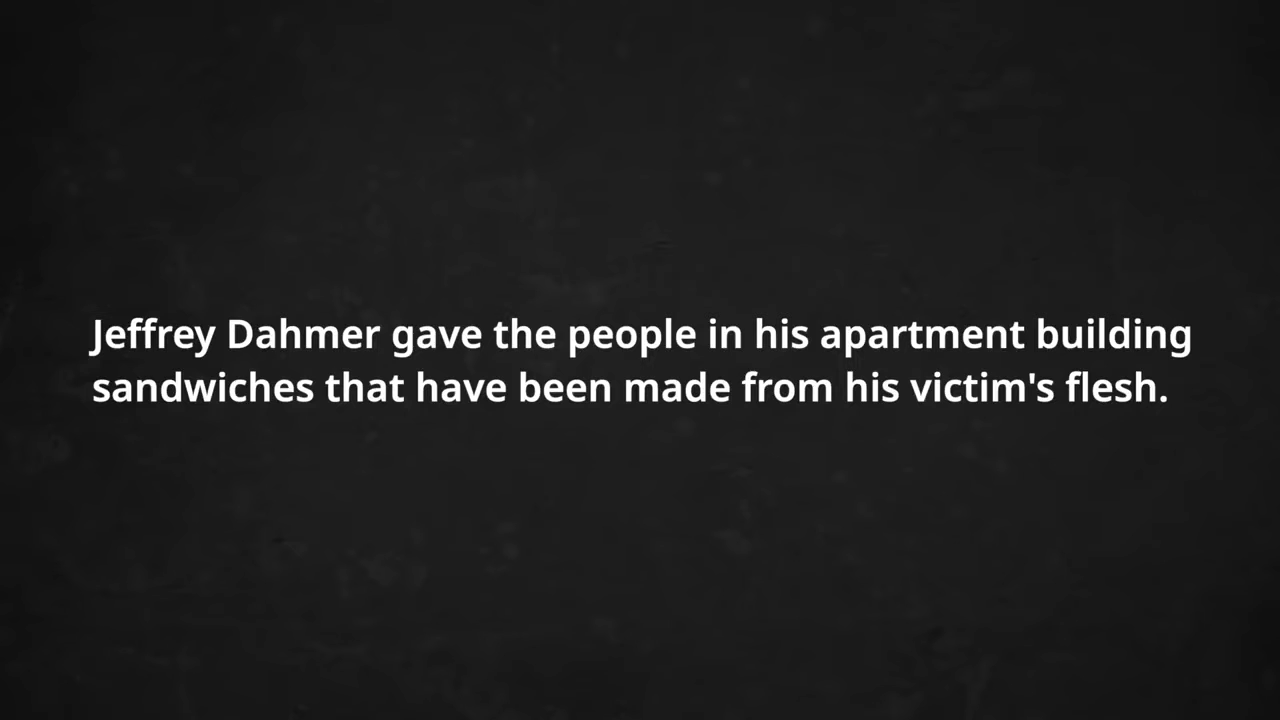 Jeffrey Dahmer gave the people in his apartment building
sandwiches that have been made from his victim's flesh.